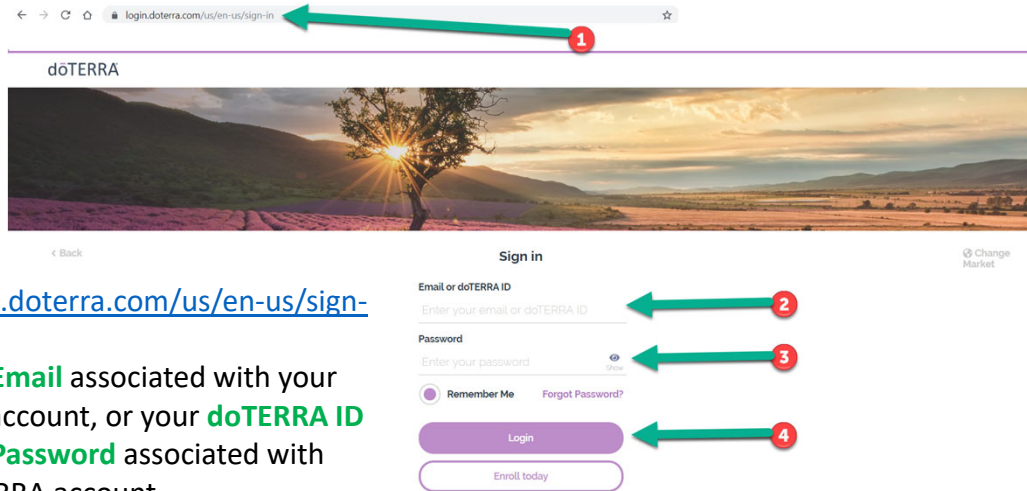 login.doterra.com/us/en-us/sign-in
1
dōTERRA
< Back
Sign in
Change
Market
.doterra.com/us/en-us/sign-
Email associated with your
account, or your doTERRA ID
Password associated with
account
Email or doTERRA ID
Enter your email or doTERRA ID
2
Password
Enter your password
Show
3
Remember Me Forgot Password?
Login
4
Enroll today